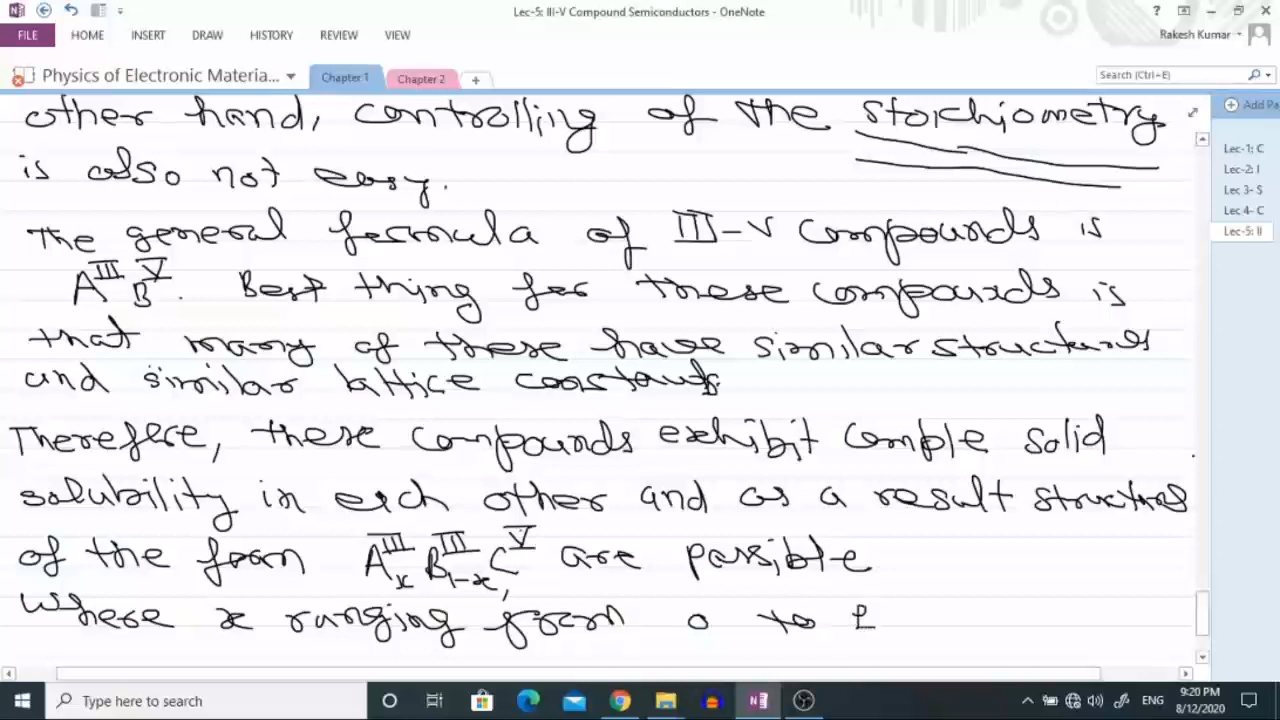 Lec-5: III-V Compound Semiconductors - OneNote
FILE HOME INSERT DRAW HISTORY REVIEW VIEW
Rakesh Kumar
Physics of Electronic Materia... Chapter 1 Chapter 2
Search (Ctrl+E)
Add Pa
Lec-1: C
Lec-2: I
Lec 3- S
Lec 4- C
Lec-5: II
other hand, controlling of the stoichiometry
is also not easy.
The general formula of III-V compounds is
A^III B^V. Best thing for these compounds is
that many of these have similar structures
and similar lattice constants.
Therefore, these compounds exhibit comple solid
solubility in each other and as a result structures
of the form A^III_x B^III_1-x C^V, are possible
where x ranging from 0 to 1
Type here to search
ENG
9:20 PM
8/12/2020